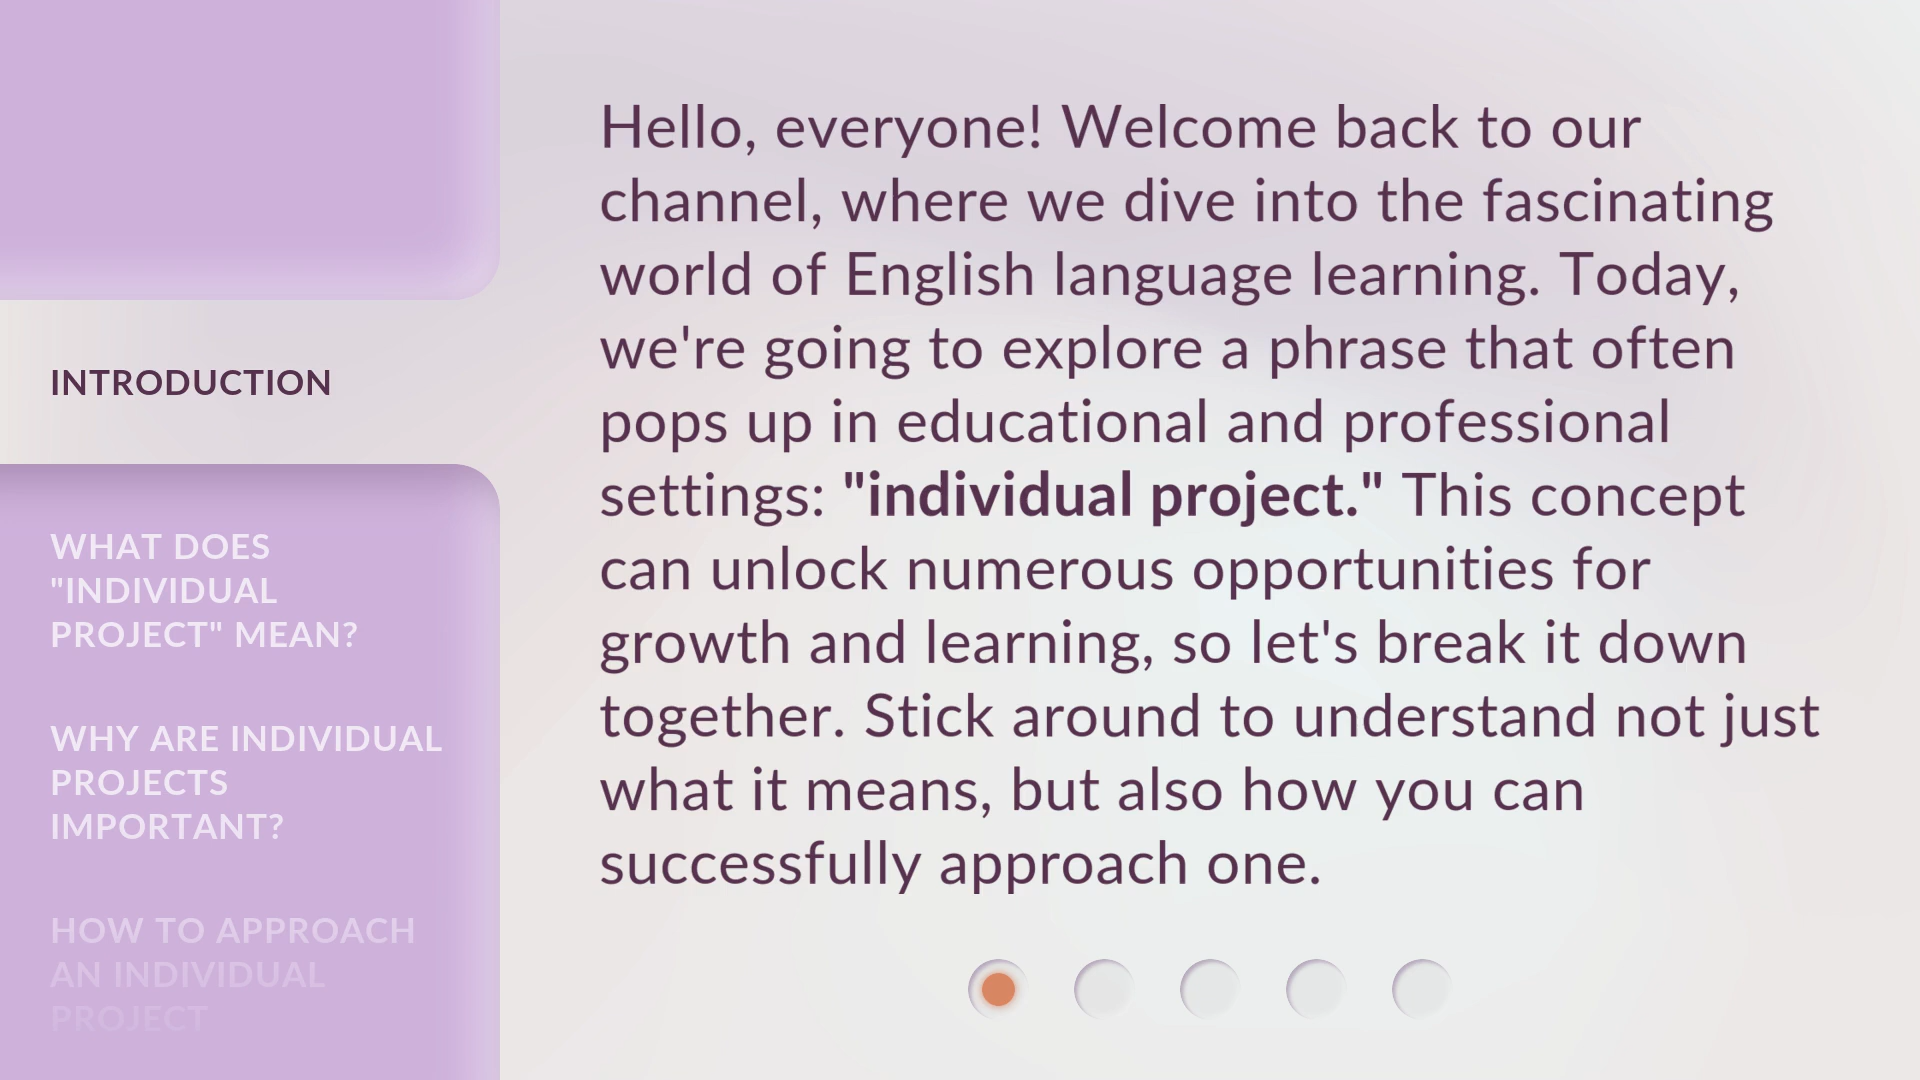 INTRODUCTION
WHAT DOES
"INDIVIDUAL
PROJECT" MEAN?
WHY ARE INDIVIDUAL
PROJECTS
IMPORTANT?
HOW TO APPROACH
AN INDIVIDUAL
PROJECT
Hello, everyone! Welcome back to our
channel, where we dive into the fascinating
world of English language learning. Today,
we're going to explore a phrase that often
pops up in educational and professional
settings: "individual project." This concept
can unlock numerous opportunities for
growth and learning, so let's break it down
together. Stick around to understand not just
what it means, but also how you can
successfully approach one.